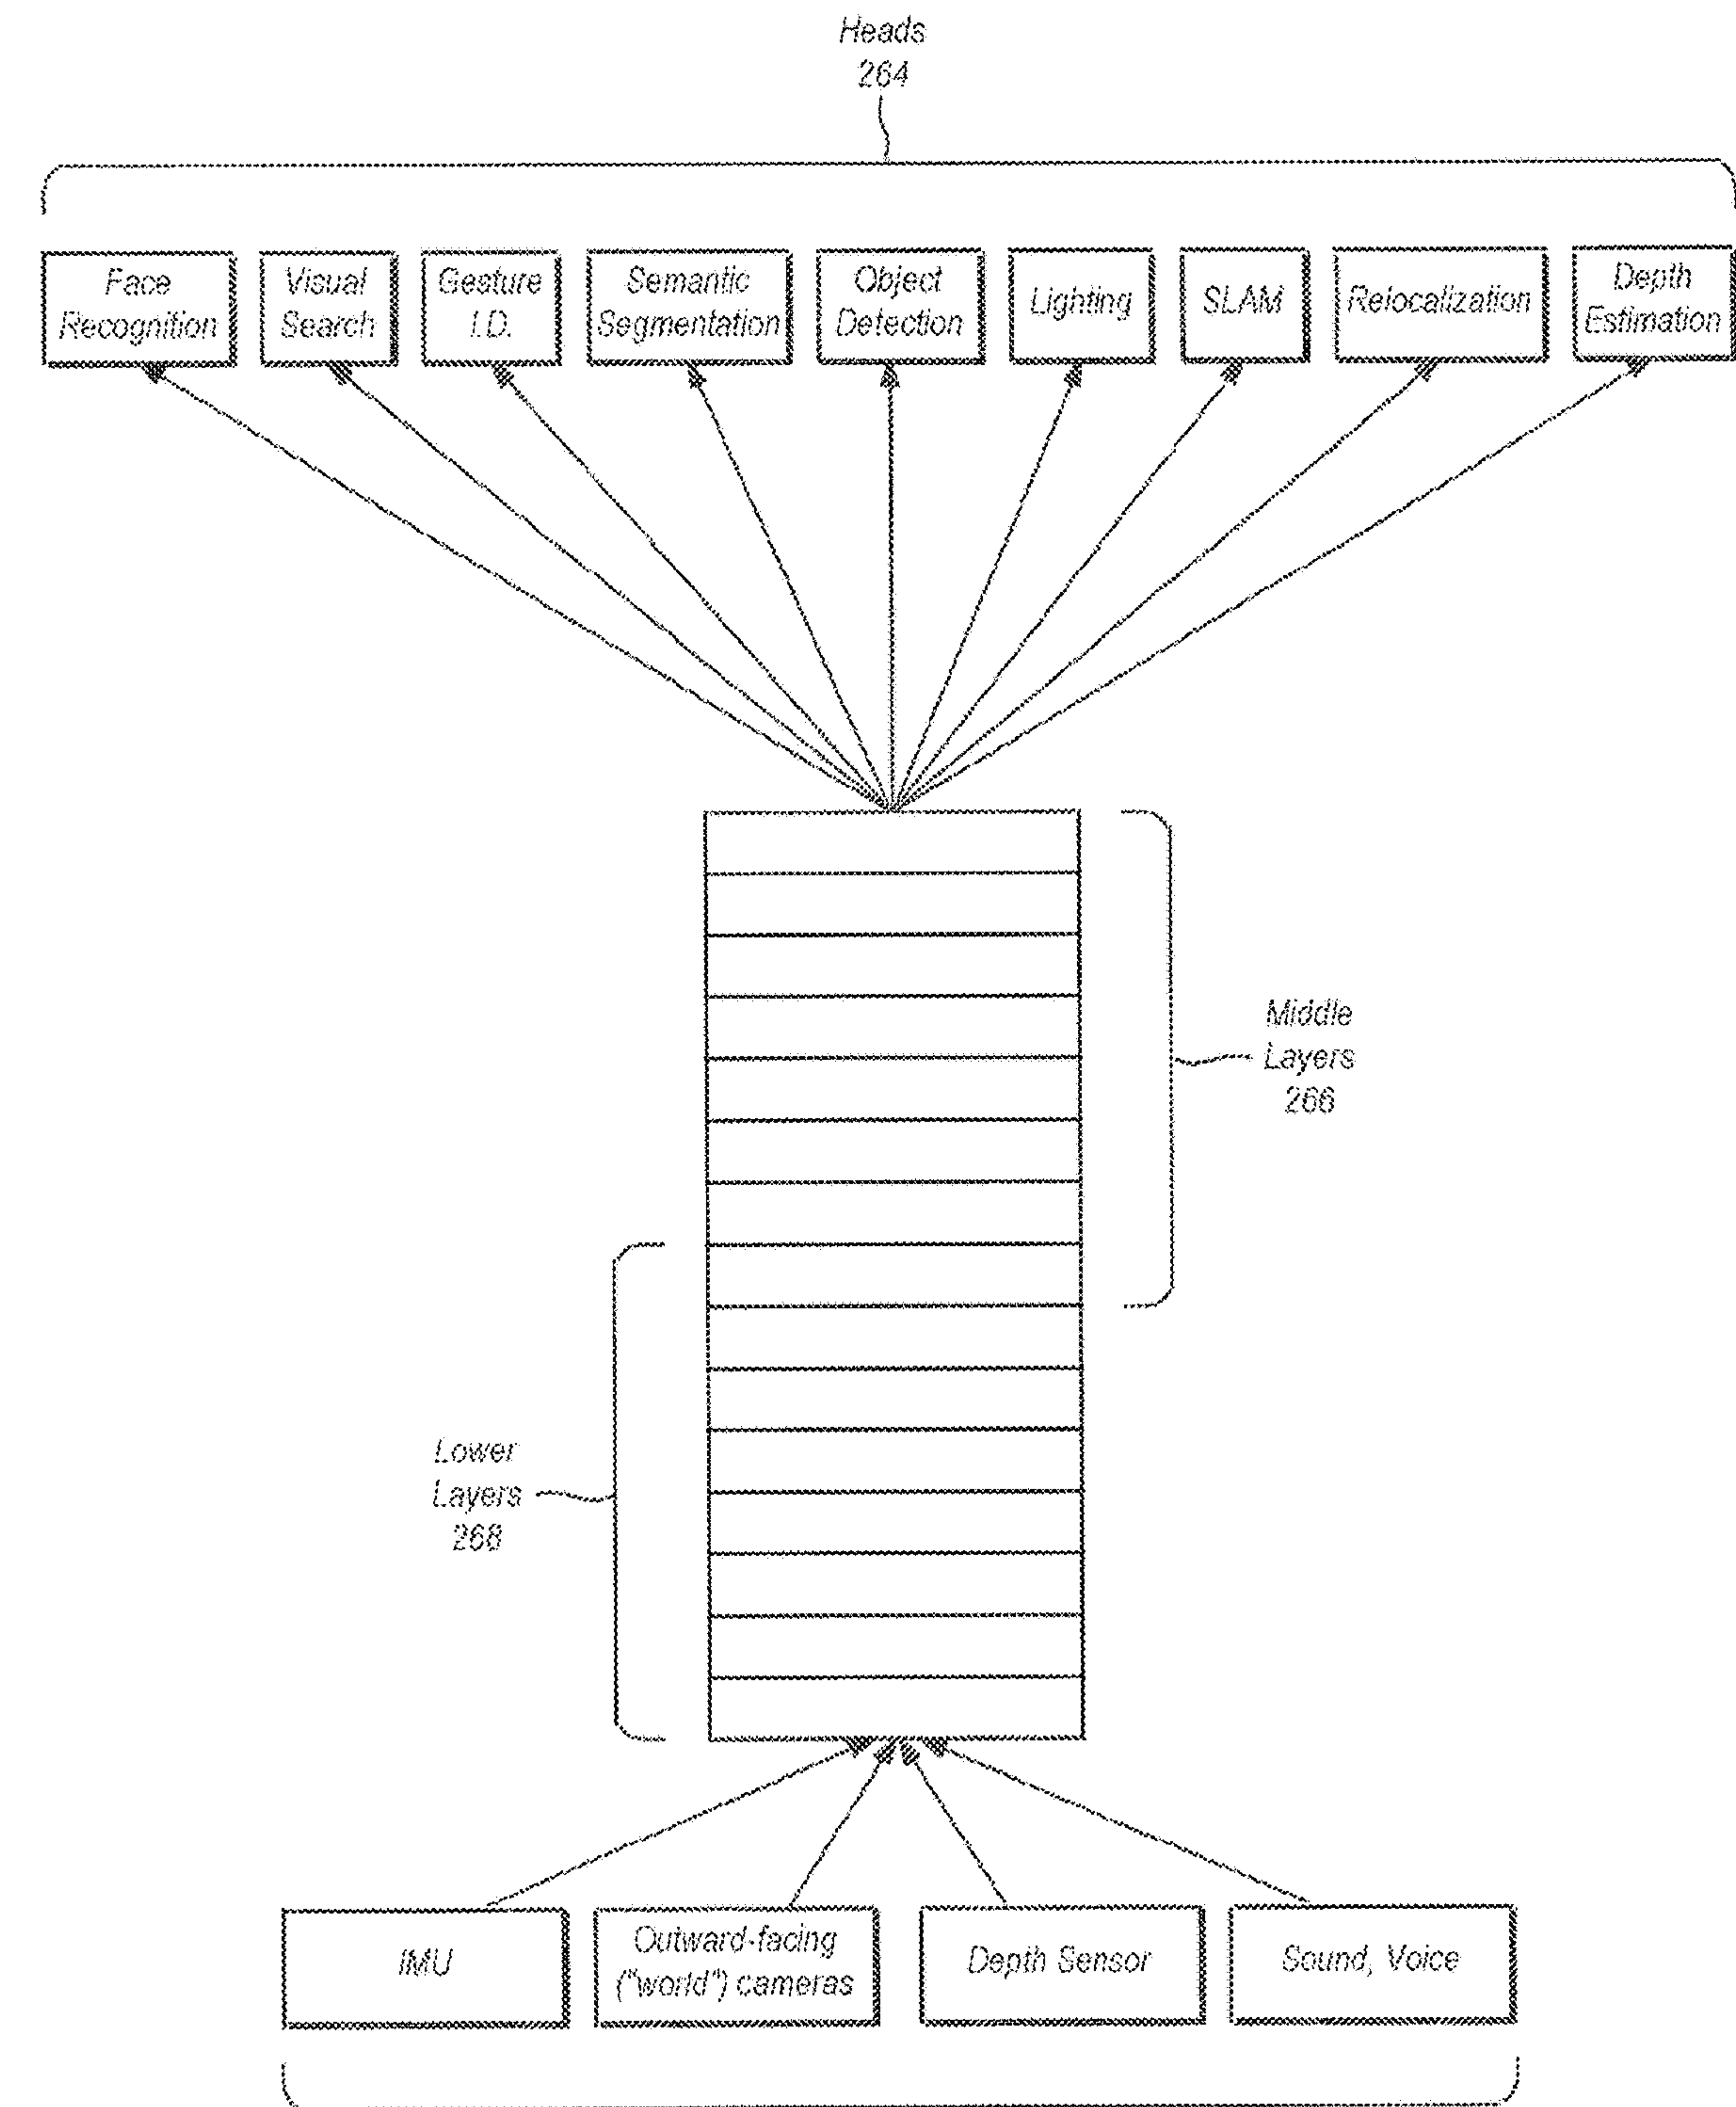 Heads
264
Face
Recognition
Visual
Search
Gesture
I.D.
Semantic
Segmentation
Object
Detection
Lighting
SLAM
Relocalization
Depth
Estimation
Middle
Layers
266
Lower
Layers
268
IMU
Outward-facing
("world") cameras
Depth Sensor
Sound, Voice